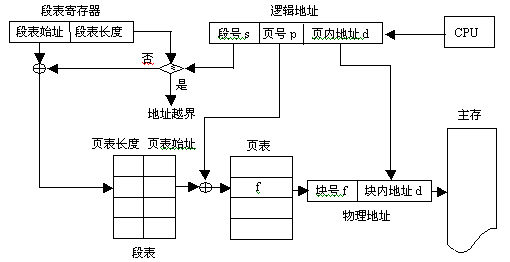 段表寄存器
逻辑地址
段表始址 段表长度
段号 s 页号 p 页内地址 d
CPU
否
≤
是
地址越界
主存
页表长度 页表始址
页表
f
块号 f 块内地址 d
物理地址
段表